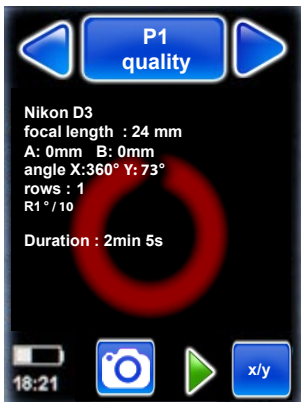 P1
quality
Nikon D3
focal length : 24 mm
A: 0mm B: 0mm
angle X:360° Y: 73°
rows : 1
R1 ° / 10
Duration : 2min 5s
18:21
x/y